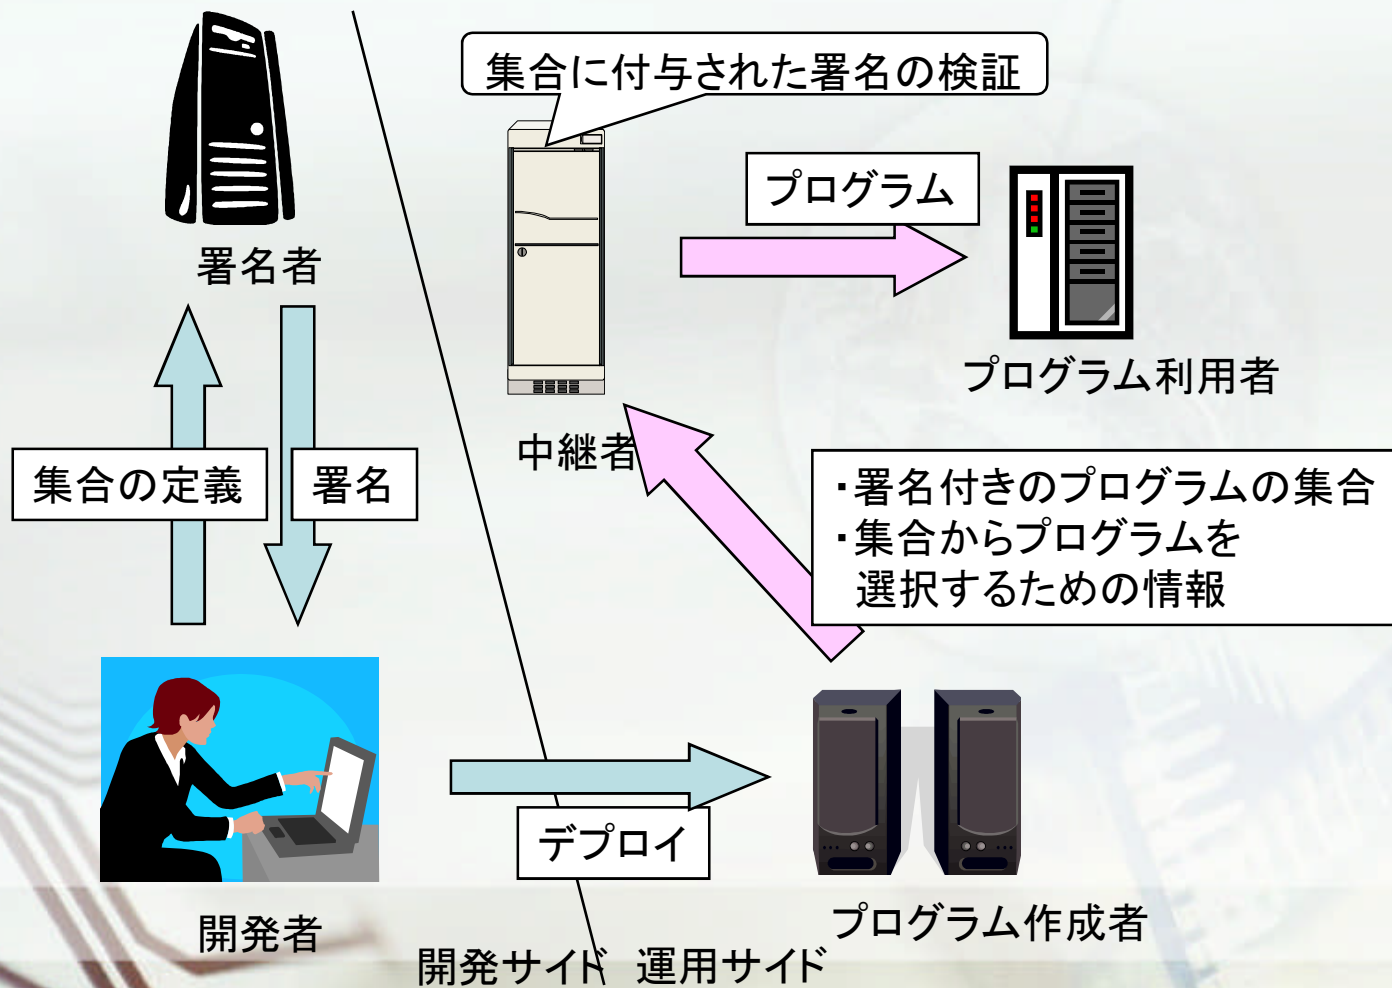 集合に付与された署名の検証
プログラム
署名者
プログラム利用者
中継者
集合の定義
署名
・署名付きのプログラムの集合
・集合からプログラムを
選択するための情報
デプロイ
開発者
プログラム作成者
開発サイド
運用サイド